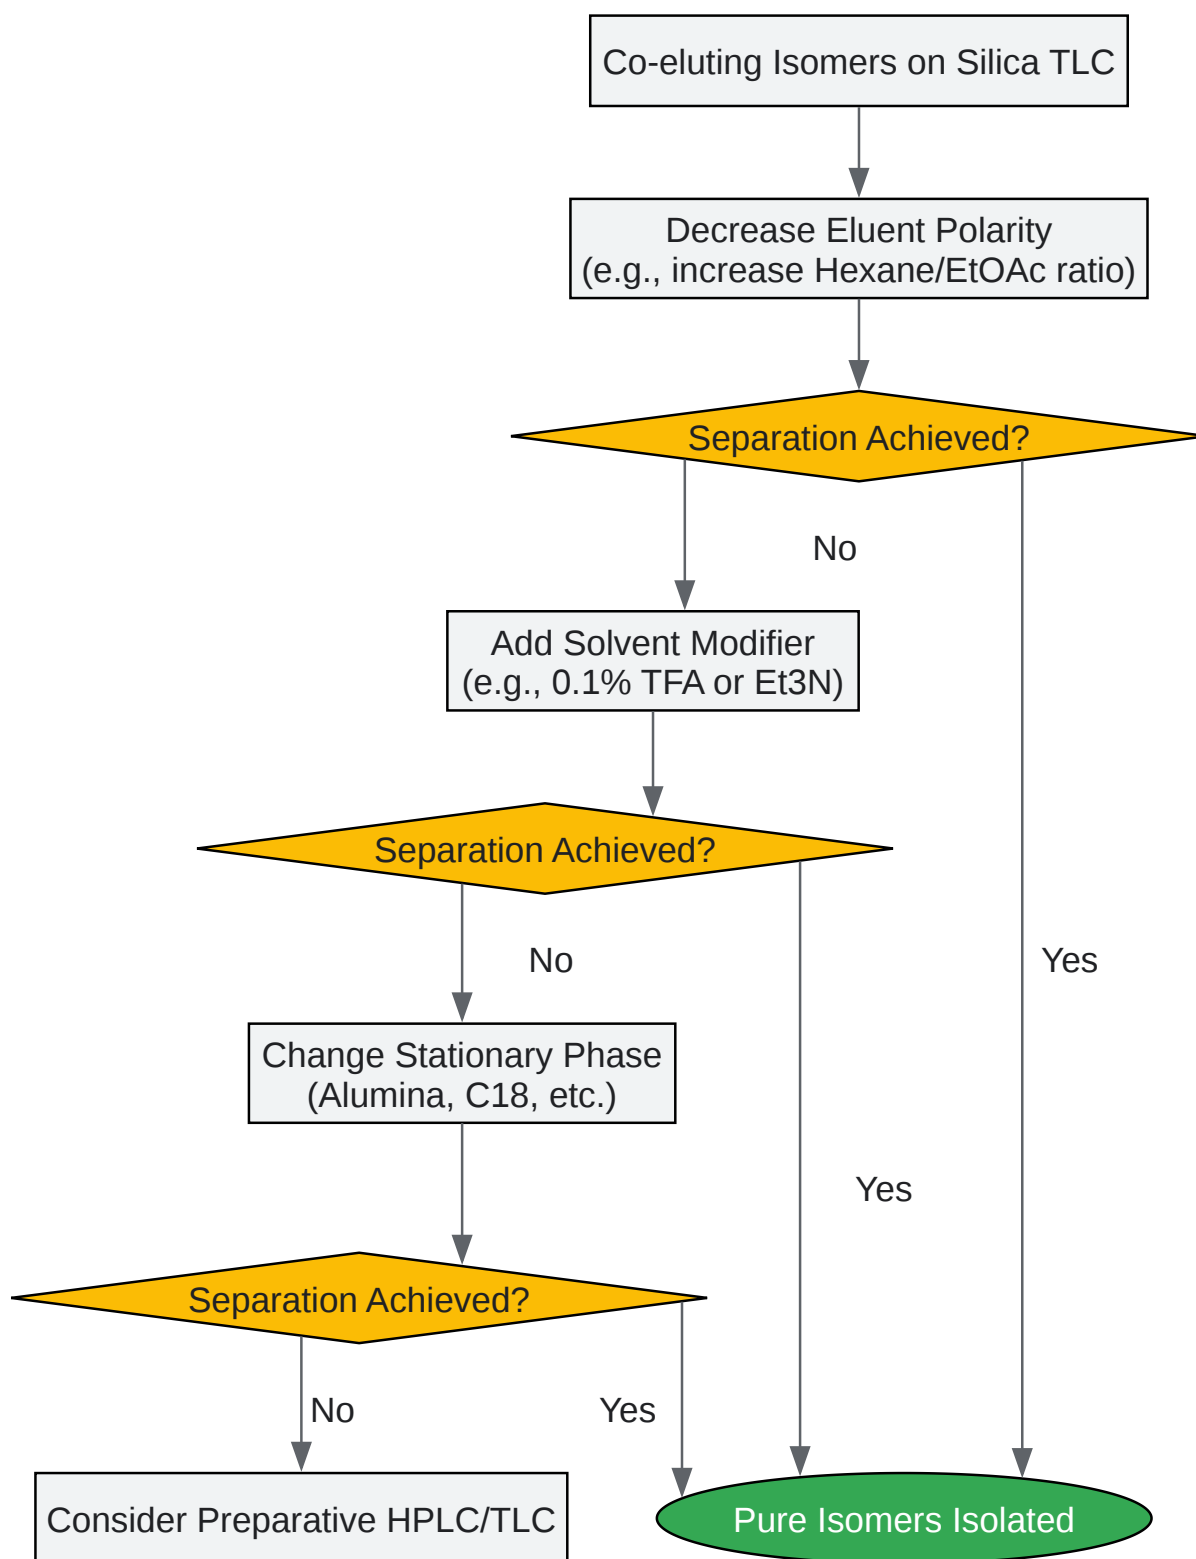 Co-eluting Isomers on Silica TLC
Decrease Eluent Polarity
(e.g., increase Hexane/EtOAc ratio)
Separation Achieved?
No
Add Solvent Modifier
(e.g., 0.1% TFA or Et3N)
Separation Achieved?
No
Yes
Change Stationary Phase
(Alumina, C18, etc.)
Yes
Separation Achieved?
No
Yes
Consider Preparative HPLC/TLC
Pure Isomers Isolated